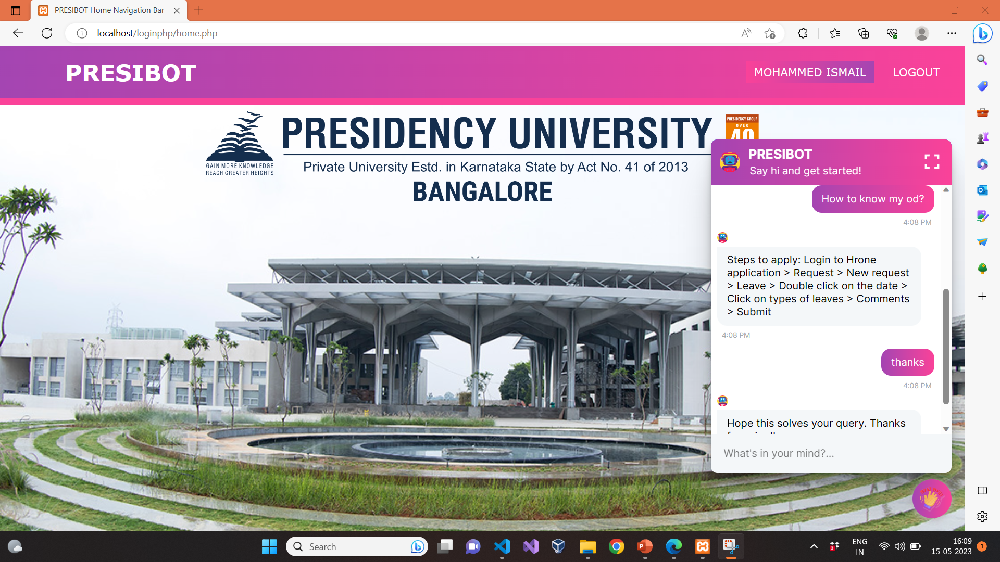 PRESIBOT Home Navigation Bar
localhost/loginphp/home.php
PRESIBOT
MOHAMMED ISMAIL
LOGOUT
PRESIDENCY UNIVERSITY
Private University Estd. in Karnataka State by Act No. 41 of 2013
BANGALORE
GAIN MORE KNOWLEDGE
REACH GREATER HEIGHTS
PRESIDENCY GROUP
OVER
PRESIBOT
Say hi and get started!
How to know my od?
4:08 PM
Steps to apply: Login to Hrone
application > Request > New request
> Leave > Double click on the date >
Click on types of leaves > Comments
> Submit
4:08 PM
thanks
4:08 PM
Hope this solves your query. Thanks
What's in your mind?...
Search
ENG
IN
16:09
15-05-2023
1